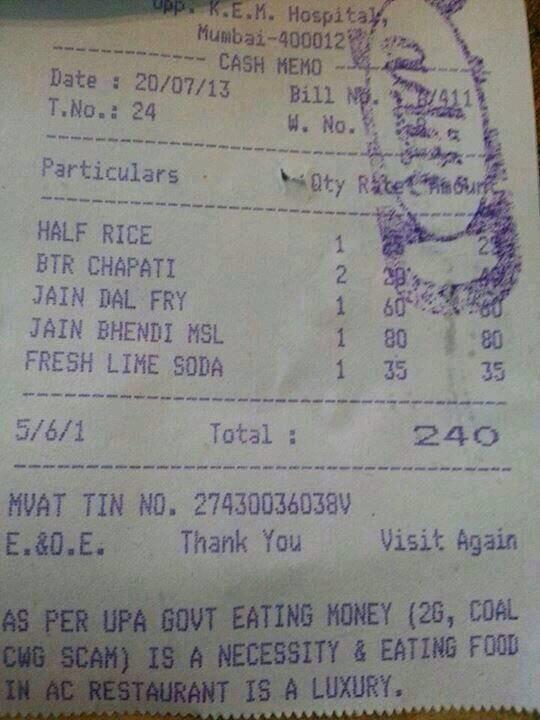 Opp. K.E.M. Hospital,
Mumbai-400012
CASH MEMO
Date : 20/07/13 Bill No. B/411
T.No.: 24 W. No.
Particulars Qty Rate Amount
HALF RICE 1
BTR CHAPATI 2
JAIN DAL FRY 1 60 60
JAIN BHENDI MSL 1 80 80
FRESH LIME SODA 1 35 35
5/6/1 Total : 240
MVAT TIN NO. 27430036038V
E.&O.E. Thank You Visit Again
AS PER UPA GOVT EATING MONEY (2G, COAL
CWG SCAM) IS A NECESSITY & EATING FOOD
IN AC RESTAURANT IS A LUXURY.